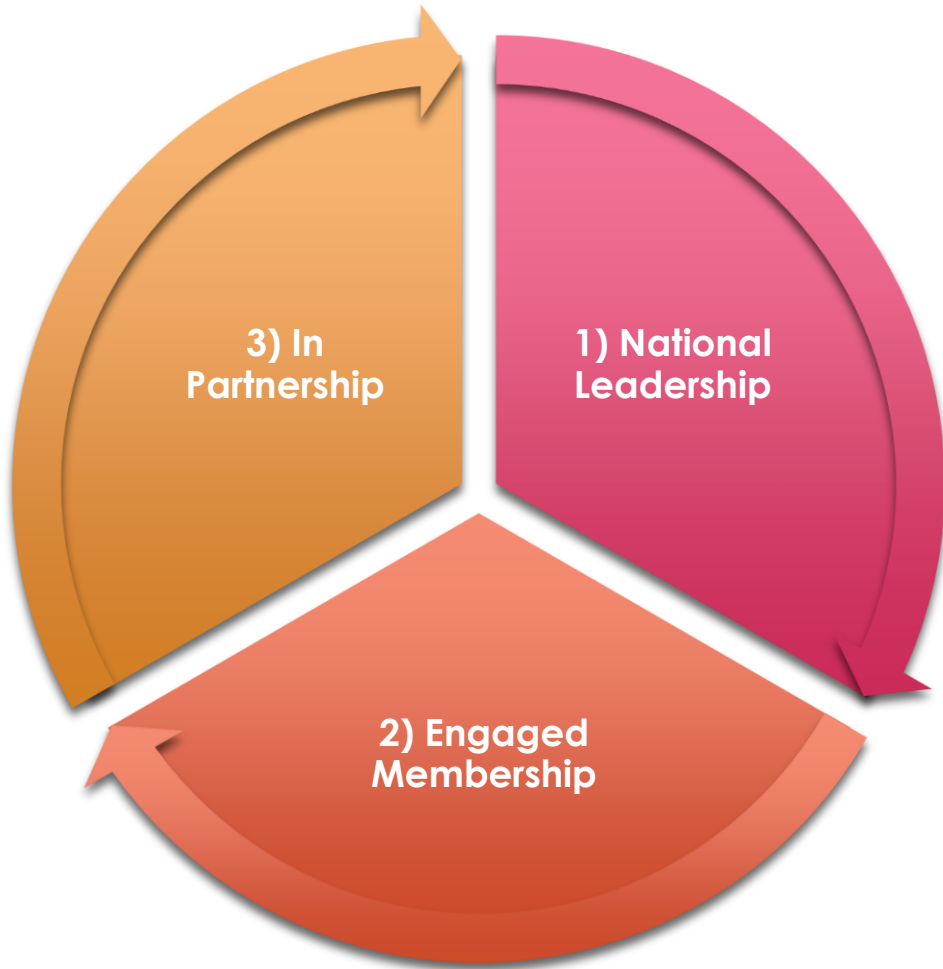 1) National
Leadership
2) Engaged
Membership
3) In
Partnership